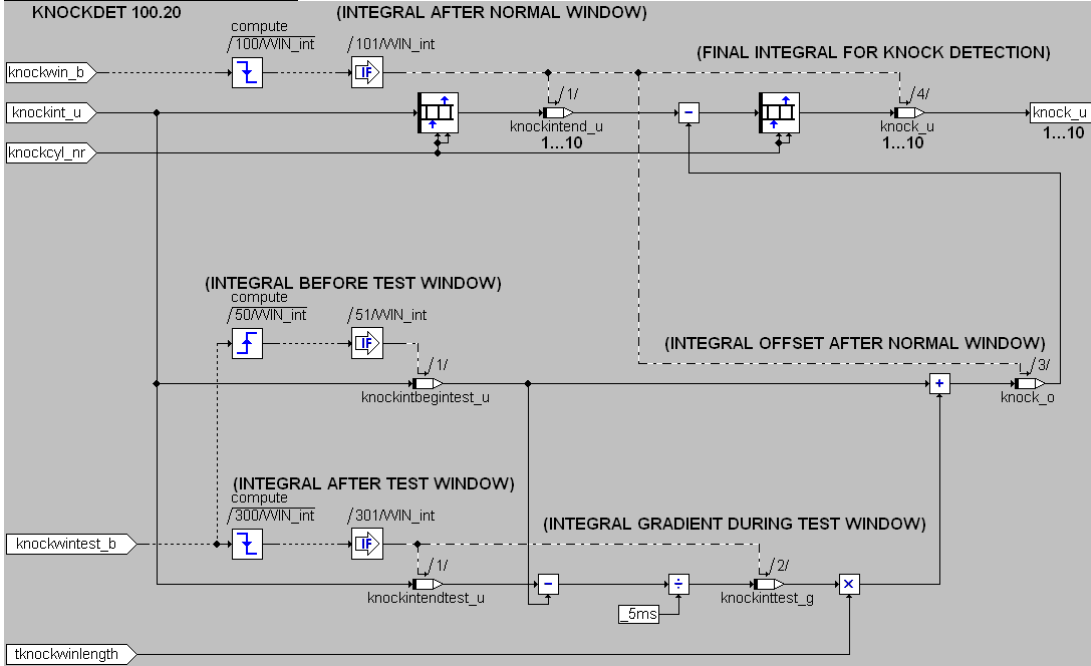 KNOCKDET 100.20
(INTEGRAL AFTER NORMAL WINDOW)
compute
/100/WIN_int
/101/WIN_int
(FINAL INTEGRAL FOR KNOCK DETECTION)
knockwin_b
IF
/1/
/4/
knockint_u
knockintend_u
1...10
-
knock_u
1...10
knock_u
1...10
knockcyl_nr
(INTEGRAL BEFORE TEST WINDOW)
compute
/50/WIN_int
/51/WIN_int
IF
(INTEGRAL OFFSET AFTER NORMAL WINDOW)
/1/
/3/
knockintbegintest_u
+
knock_o
(INTEGRAL AFTER TEST WINDOW)
compute
/300/WIN_int
/301/WIN_int
(INTEGRAL GRADIENT DURING TEST WINDOW)
knockwintest_b
IF
/1/
/2/
knockintendtest_u
-
÷
knockinttest_g
×
_5ms
tknockwinlength